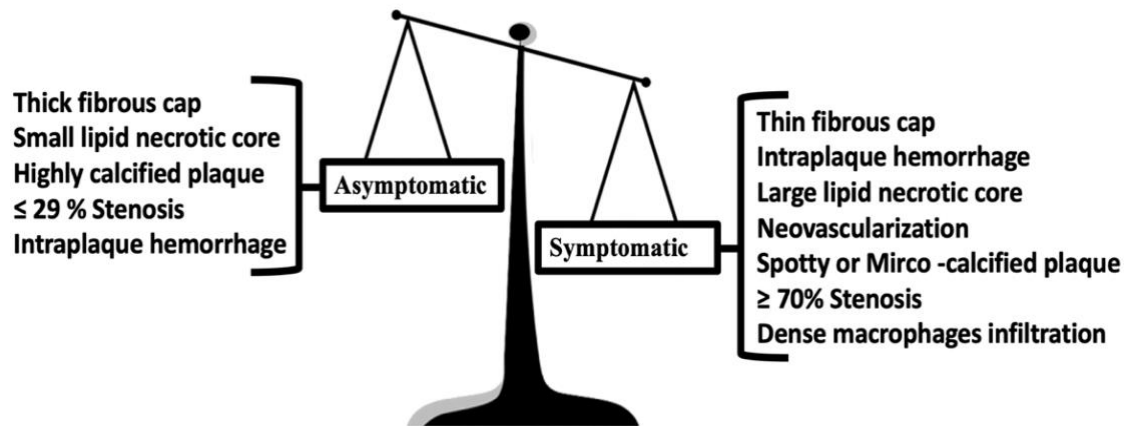 Thick fibrous cap
Small lipid necrotic core
Highly calcified plaque
≤ 29 % Stenosis
Intraplaque hemorrhage
Asymptomatic
Symptomatic
Thin fibrous cap
Intraplaque hemorrhage
Large lipid necrotic core
Neovascularization
Spotty or Mirco -calcified plaque
≥ 70% Stenosis
Dense macrophages infiltration